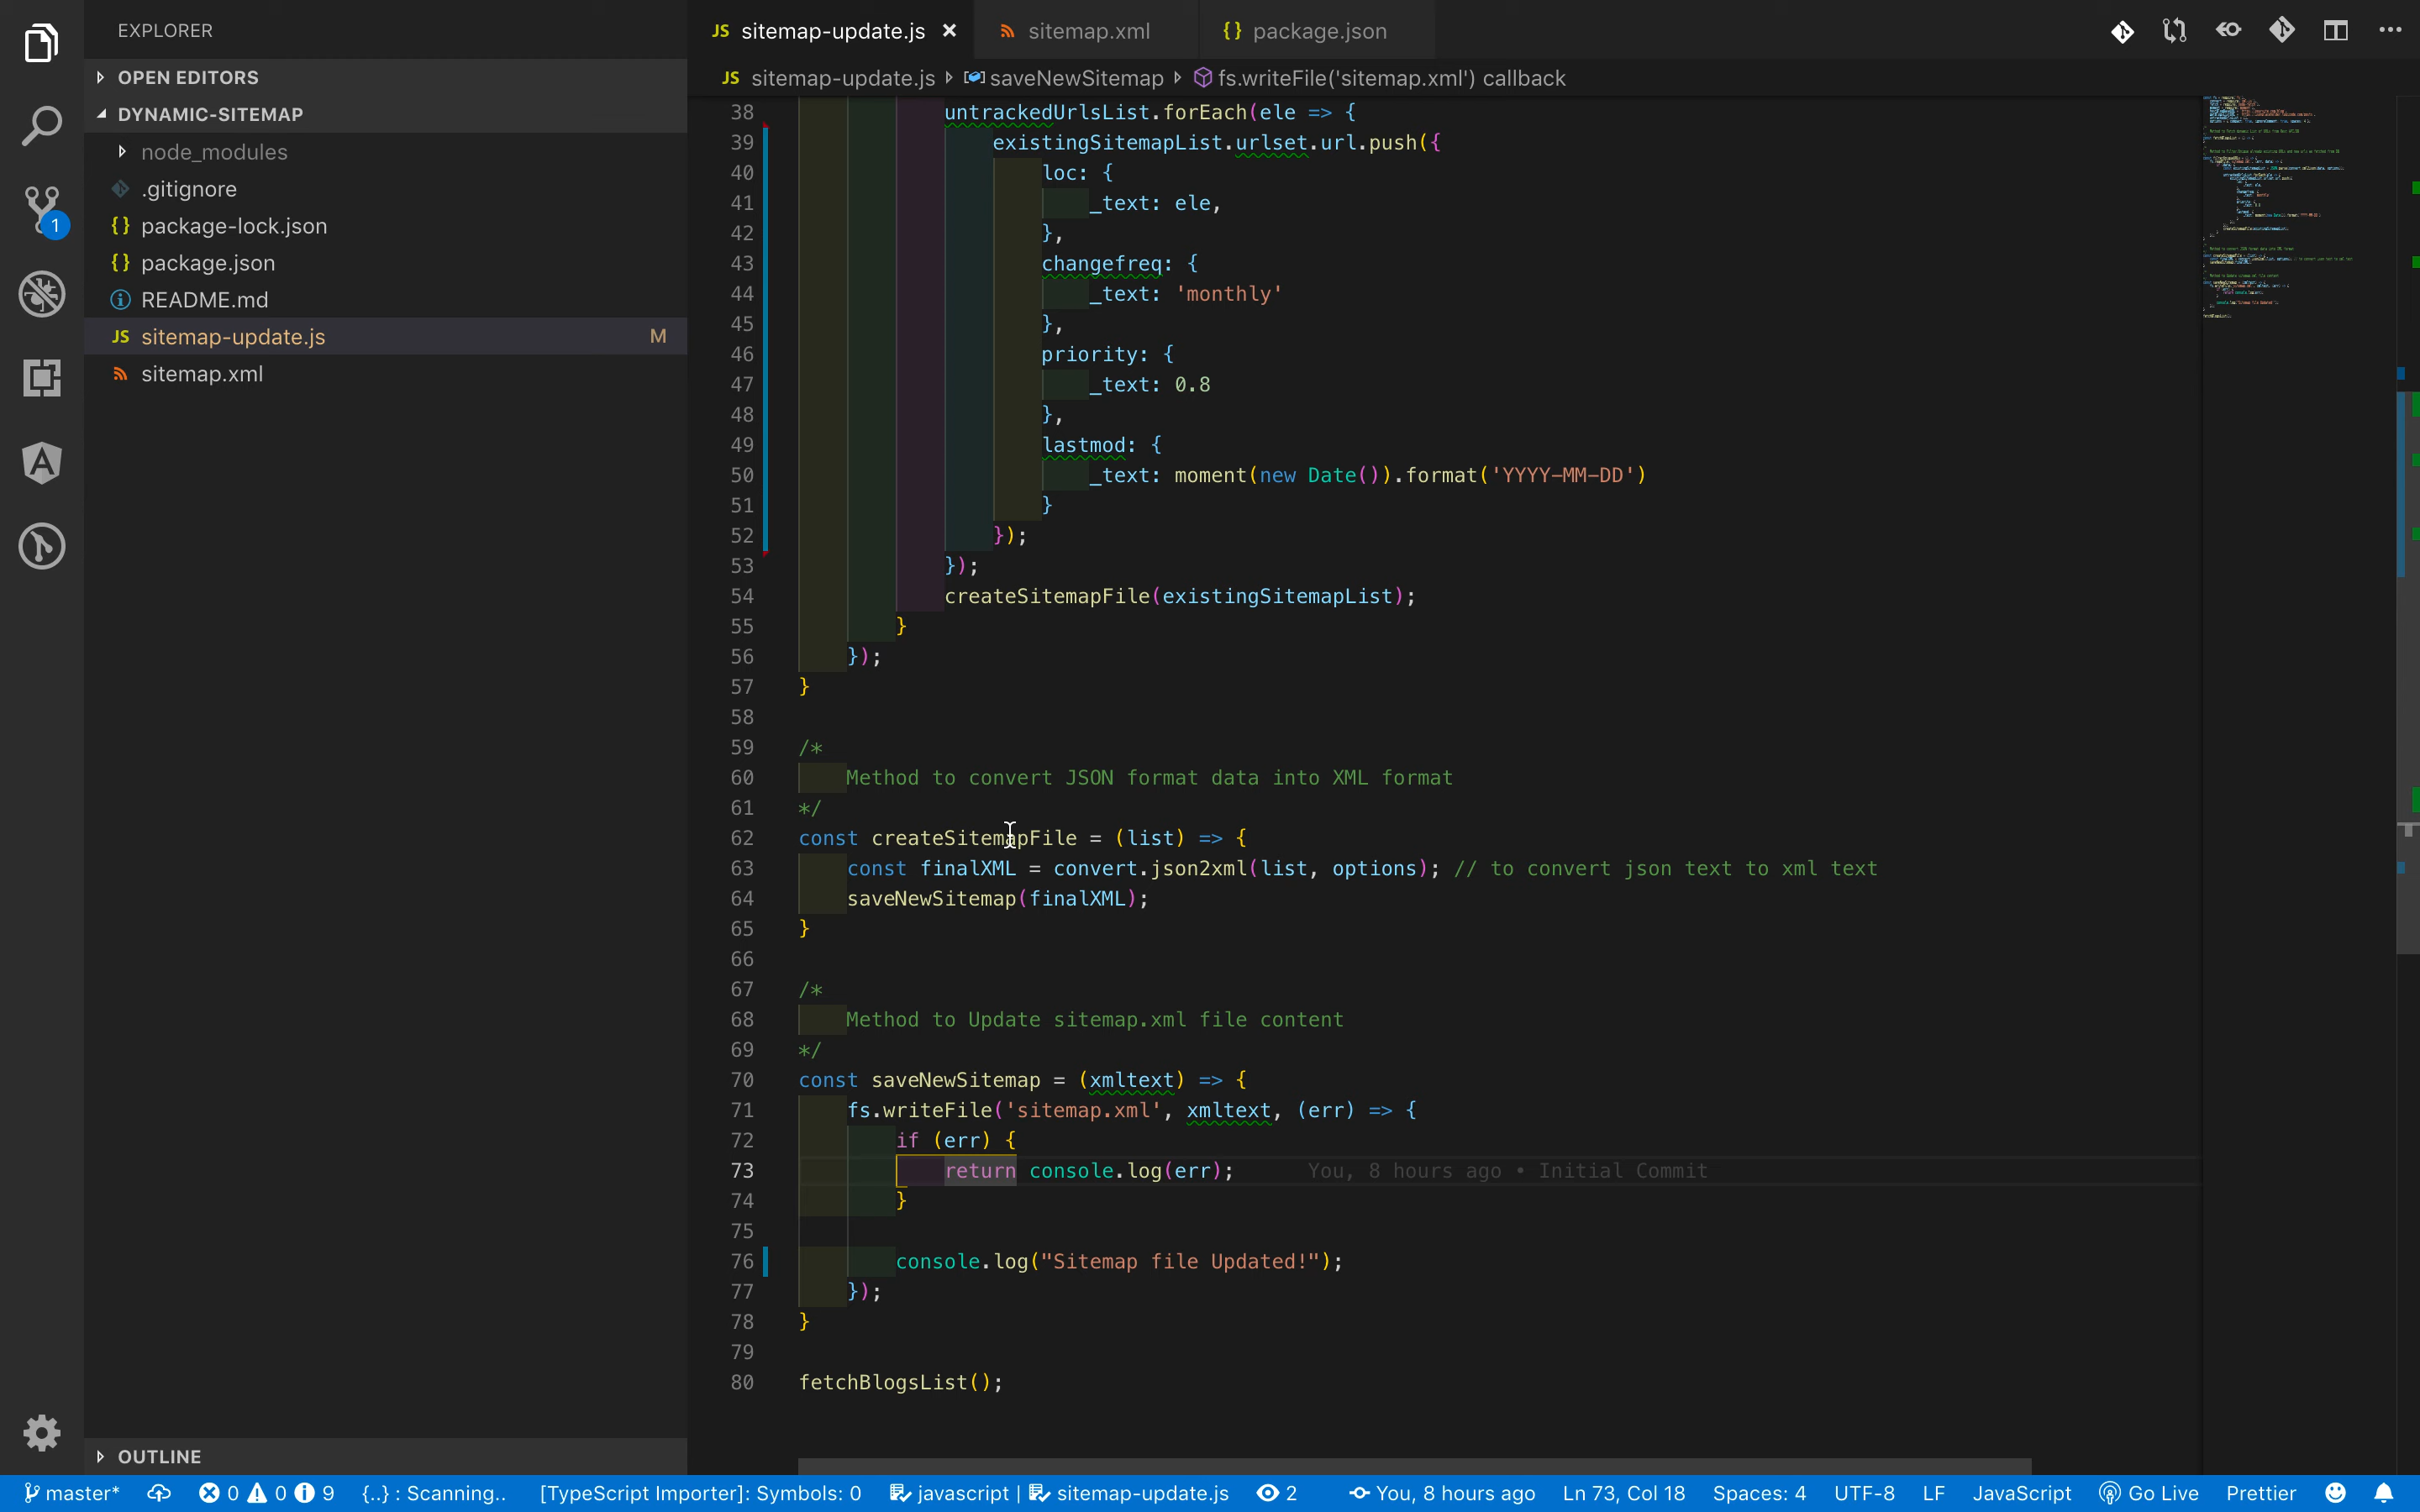 EXPLORER
OPEN EDITORS
DYNAMIC-SITEMAP
node_modules
.gitignore
{} package-lock.json
{} package.json
README.md
JS sitemap-update.js M
sitemap.xml
OUTLINE
1
JS sitemap-update.js ×
sitemap.xml
{} package.json
JS sitemap-update.js saveNewSitemap fs.writeFile('sitemap.xml') callback
38 untrackedUrlsList.forEach(ele => {
39 existingSitemapList.urlset.url.push({
40 loc: {
41 _text: ele,
42 },
43 changefreq: {
44 _text: 'monthly'
45 },
46 priority: {
47 _text: 0.8
48 },
49 lastmod: {
50 _text: moment(new Date()).format('YYYY-MM-DD')
51 }
52 });
53 });
54 createSitemapFile(existingSitemapList);
55 }
56 });
57 }
58
59 /*
60 Method to convert JSON format data into XML format
61 */
62 const createSitemapFile = (list) => {
63 const finalXML = convert.json2xml(list, options); // to convert json text to xml text
64 saveNewSitemap(finalXML);
65 }
66
67 /*
68 Method to Update sitemap.xml file content
69 */
70 const saveNewSitemap = (xmltext) => {
71 fs.writeFile('sitemap.xml', xmltext, (err) => {
72 if (err) {
73 return console.log(err); You, 8 hours ago • Initial Commit
74 }
75
76 console.log("Sitemap file Updated!");
77 });
78 }
79
80 fetchBlogsList();
master* 0 0 9 {..} : Scanning.. [TypeScript Importer]: Symbols: 0 javascript | sitemap-update.js 2 You, 8 hours ago Ln 73, Col 18 Spaces: 4 UTF-8 LF JavaScript Go Live Prettier